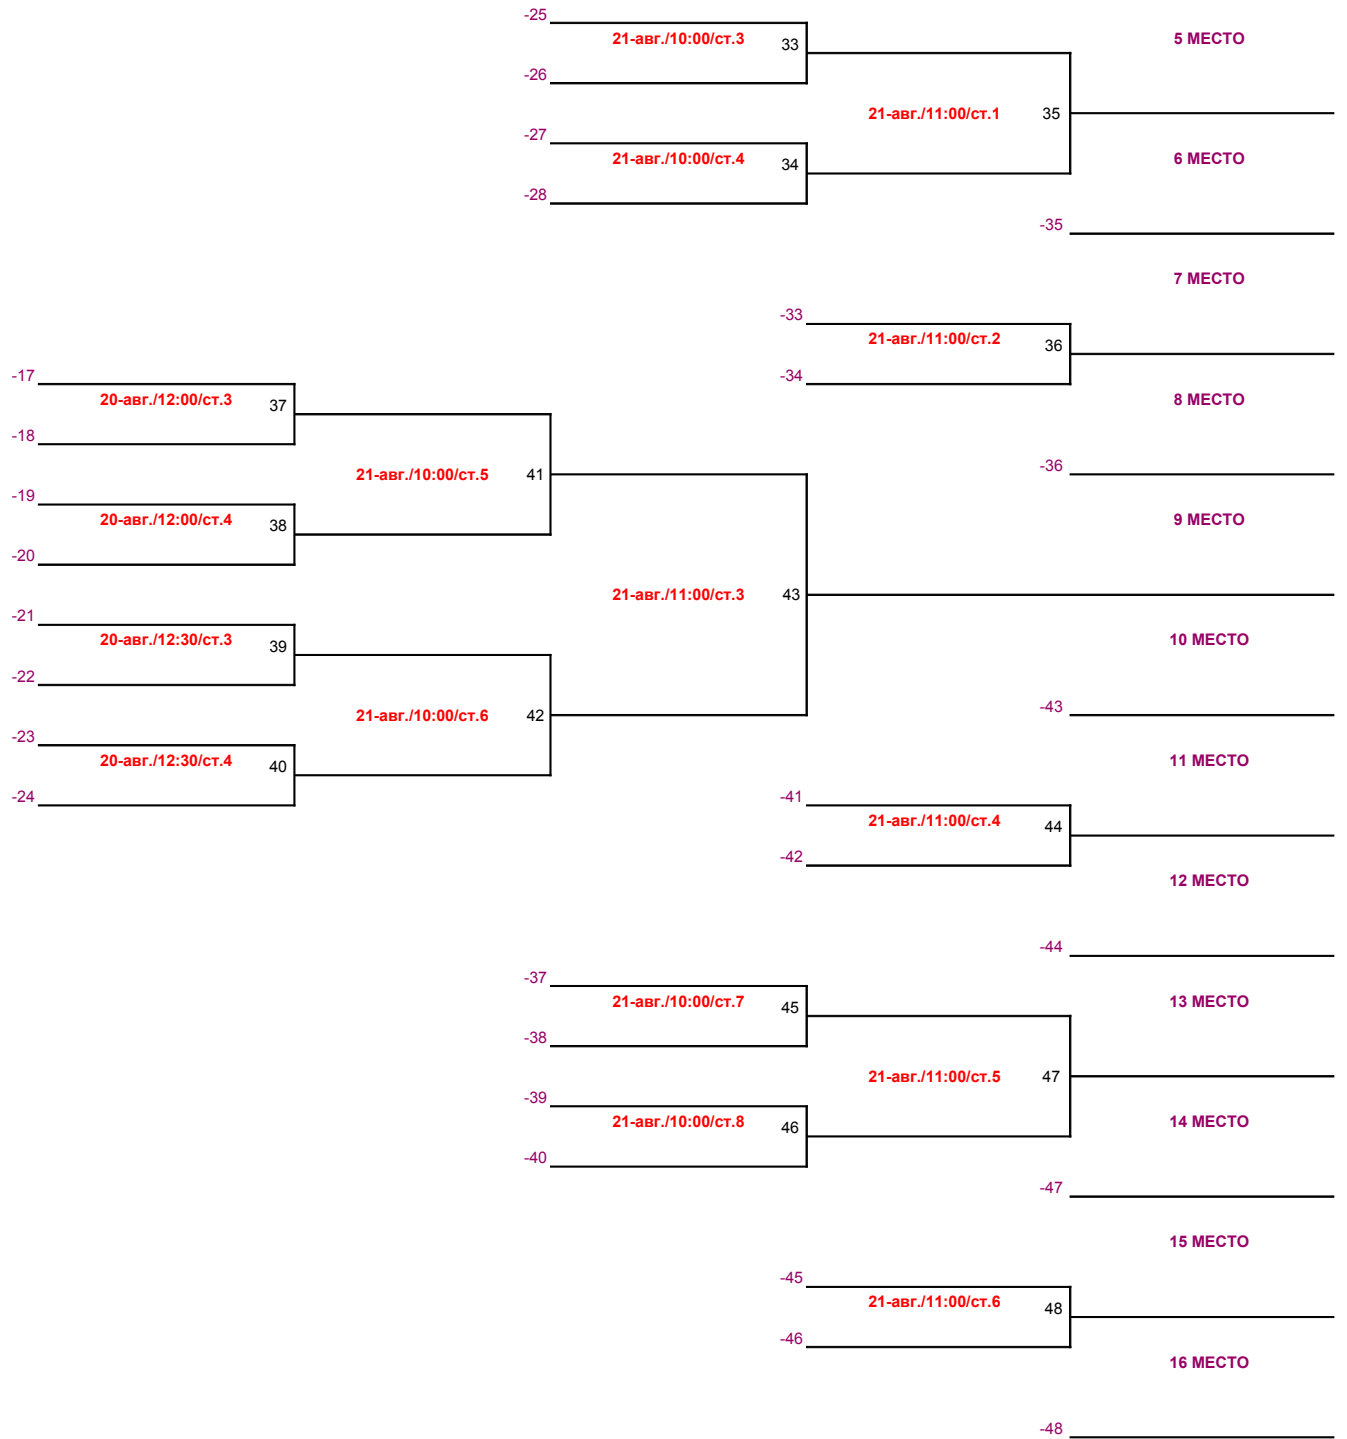 -25
21-авг./10:00/ст.3 33 5 МЕСТО
-26
21-авг./11:00/ст.1 35
-27
21-авг./10:00/ст.4 34 6 МЕСТО
-28
-35
7 МЕСТО
-33
21-авг./11:00/ст.2 36
-17 -34
20-авг./12:00/ст.3 37 8 МЕСТО
-18
21-авг./10:00/ст.5 41 -36
-19
20-авг./12:00/ст.4 38 9 МЕСТО
-20
21-авг./11:00/ст.3 43
-21
20-авг./12:30/ст.3 39 10 МЕСТО
-22
21-авг./10:00/ст.6 42 -43
-23
20-авг./12:30/ст.4 40 11 МЕСТО
-24 -41
21-авг./11:00/ст.4 44
-42
12 МЕСТО
-44
-37
21-авг./10:00/ст.7 45 13 МЕСТО
-38
21-авг./11:00/ст.5 47
-39
21-авг./10:00/ст.8 46 14 МЕСТО
-40
-47
15 МЕСТО
-45
21-авг./11:00/ст.6 48
-46
16 МЕСТО
-48